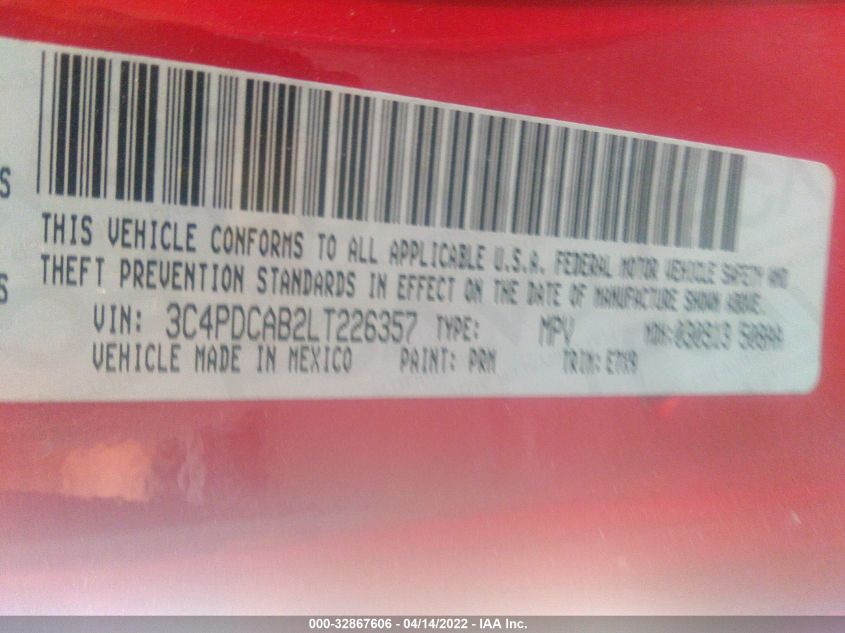 S
THIS VEHICLE CONFORMS TO ALL APPLICABLE U.S.A. FEDERAL MOTOR VEHICLE SAFETY AND
S
THEFT PREVENTION STANDARDS IN EFFECT ON THE DATE OF MANUFACTURE SHOWN ABOVE.
VIN: 3C4PDCAB2LT226357 TYPE: MPV MDH:
VEHICLE MADE IN MEXICO PAINT: PRM TRIM:
000-32867606 - 04/14/2022 - IAA Inc.